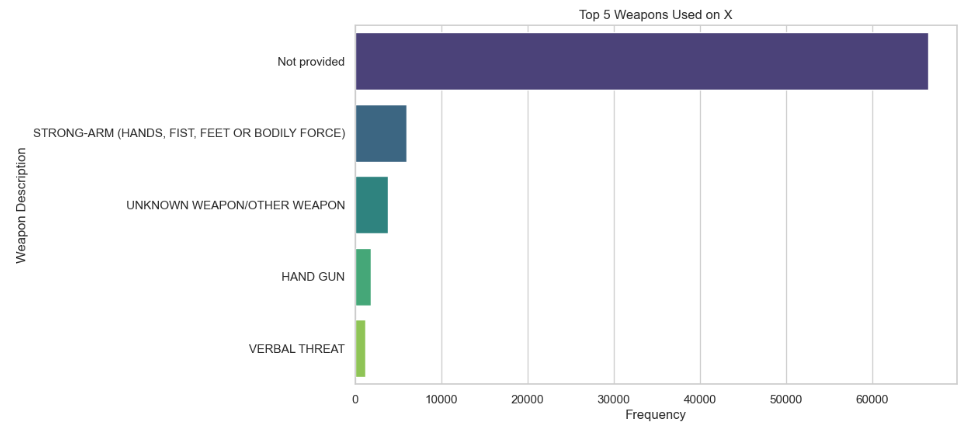 Top 5 Weapons Used on X
Weapon Description
Not provided
STRONG-ARM (HANDS, FIST, FEET OR BODILY FORCE)
UNKNOWN WEAPON/OTHER WEAPON
HAND GUN
VERBAL THREAT
0 10000 20000 30000 40000 50000 60000
Frequency